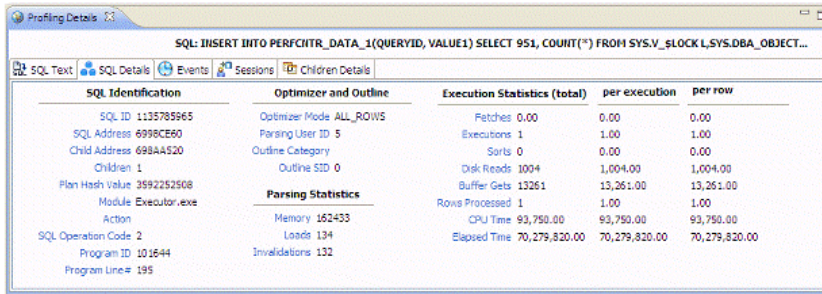 Profiling Details
SQL: INSERT INTO PERFCNTR_DATA_1(QUERYID, VALUE1) SELECT 951, COUNT(*) FROM SYS.V_$LOCK L,SYS.DBA_OBJECT...
SQL Text SQL Details Events Sessions Children Details
SQL Identification
SQL ID 1135785965
SQL Address 6998CE60
Child Address 698AA520
Children 1
Plan Hash Value 3592252508
Module Executor.exe
Action
SQL Operation Code 2
Program ID 101644
Program Line# 195
Optimizer and Outline
Optimizer Mode ALL_ROWS
Parsing User ID 5
Outline Category
Outline SID 0
Parsing Statistics
Memory 162433
Loads 134
Invalidations 132
Execution Statistics (total) per execution per row
Fetches 0.00 0.00 0.00
Executions 1 1.00 1.00
Sorts 0 0.00 0.00
Disk Reads 1004 1,004.00 1,004.00
Buffer Gets 13261 13,261.00 13,261.00
Rows Processed 1 1.00 1.00
CPU Time 93,750.00 93,750.00 93,750.00
Elapsed Time 70,279,820.00 70,279,820.00 70,279,820.00